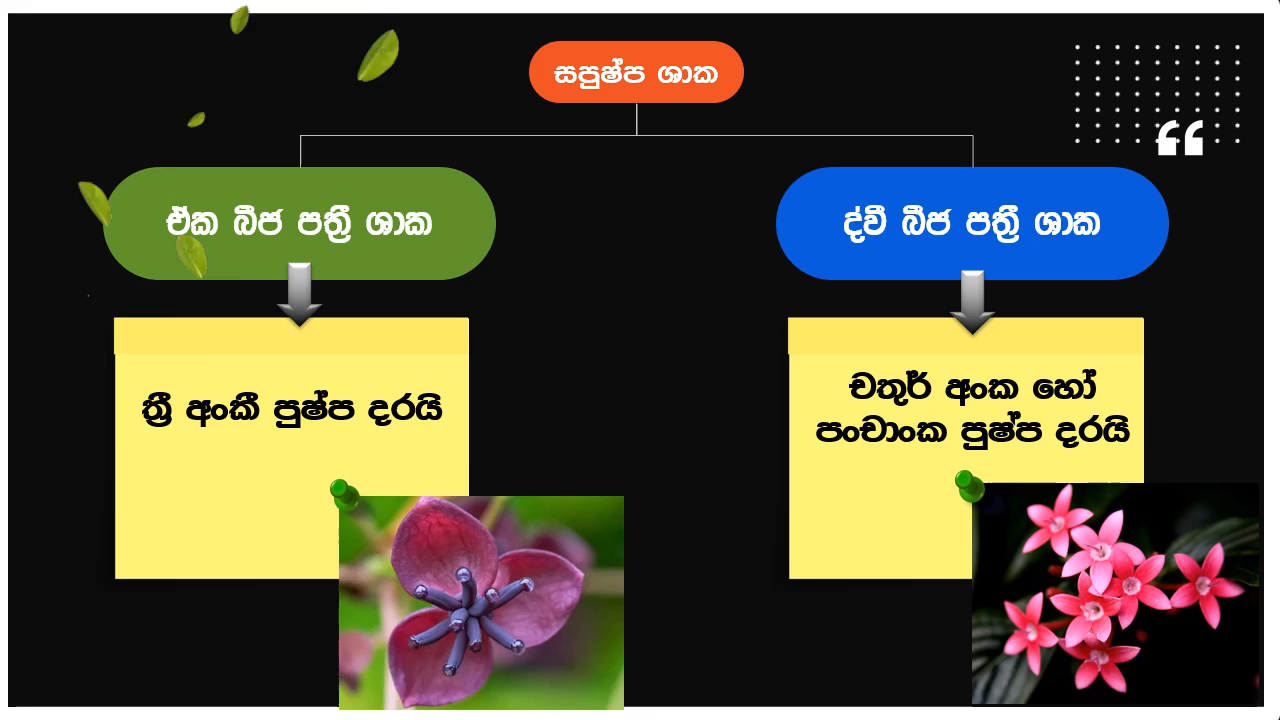 සපුෂ්ප ශාක
ඒක බීජ පත්‍රී ශාක
ද්වී බීජ පත්‍රී ශාක
ත්‍රී අංකී පුෂ්ප දරයි
චතුර් අංක හෝ
පංචාංක පුෂ්ප දරයි